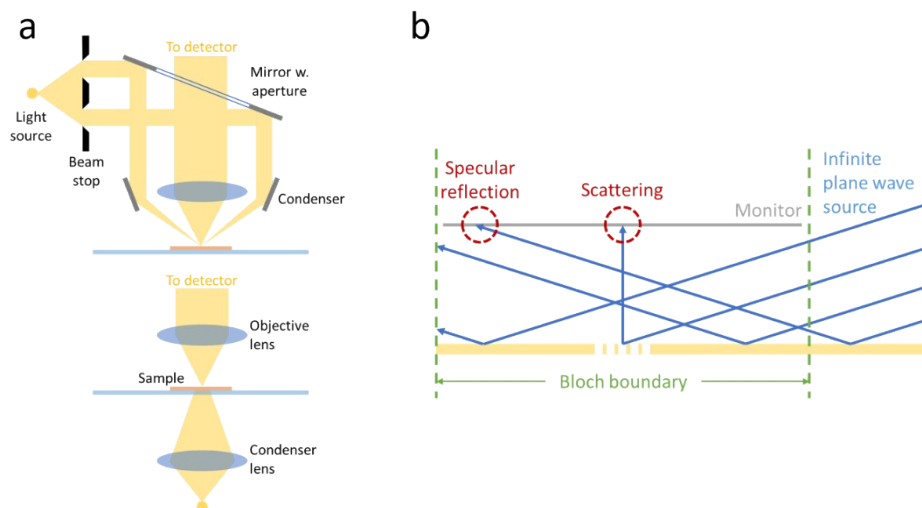 a
To detector
Mirror w.
aperture
Light
source
Beam
stop
Condenser
To detector
Objective
lens
Sample
Condenser
lens
b
Specular
reflection
Scattering
Infinite
plane wave
source
Monitor
Bloch boundary